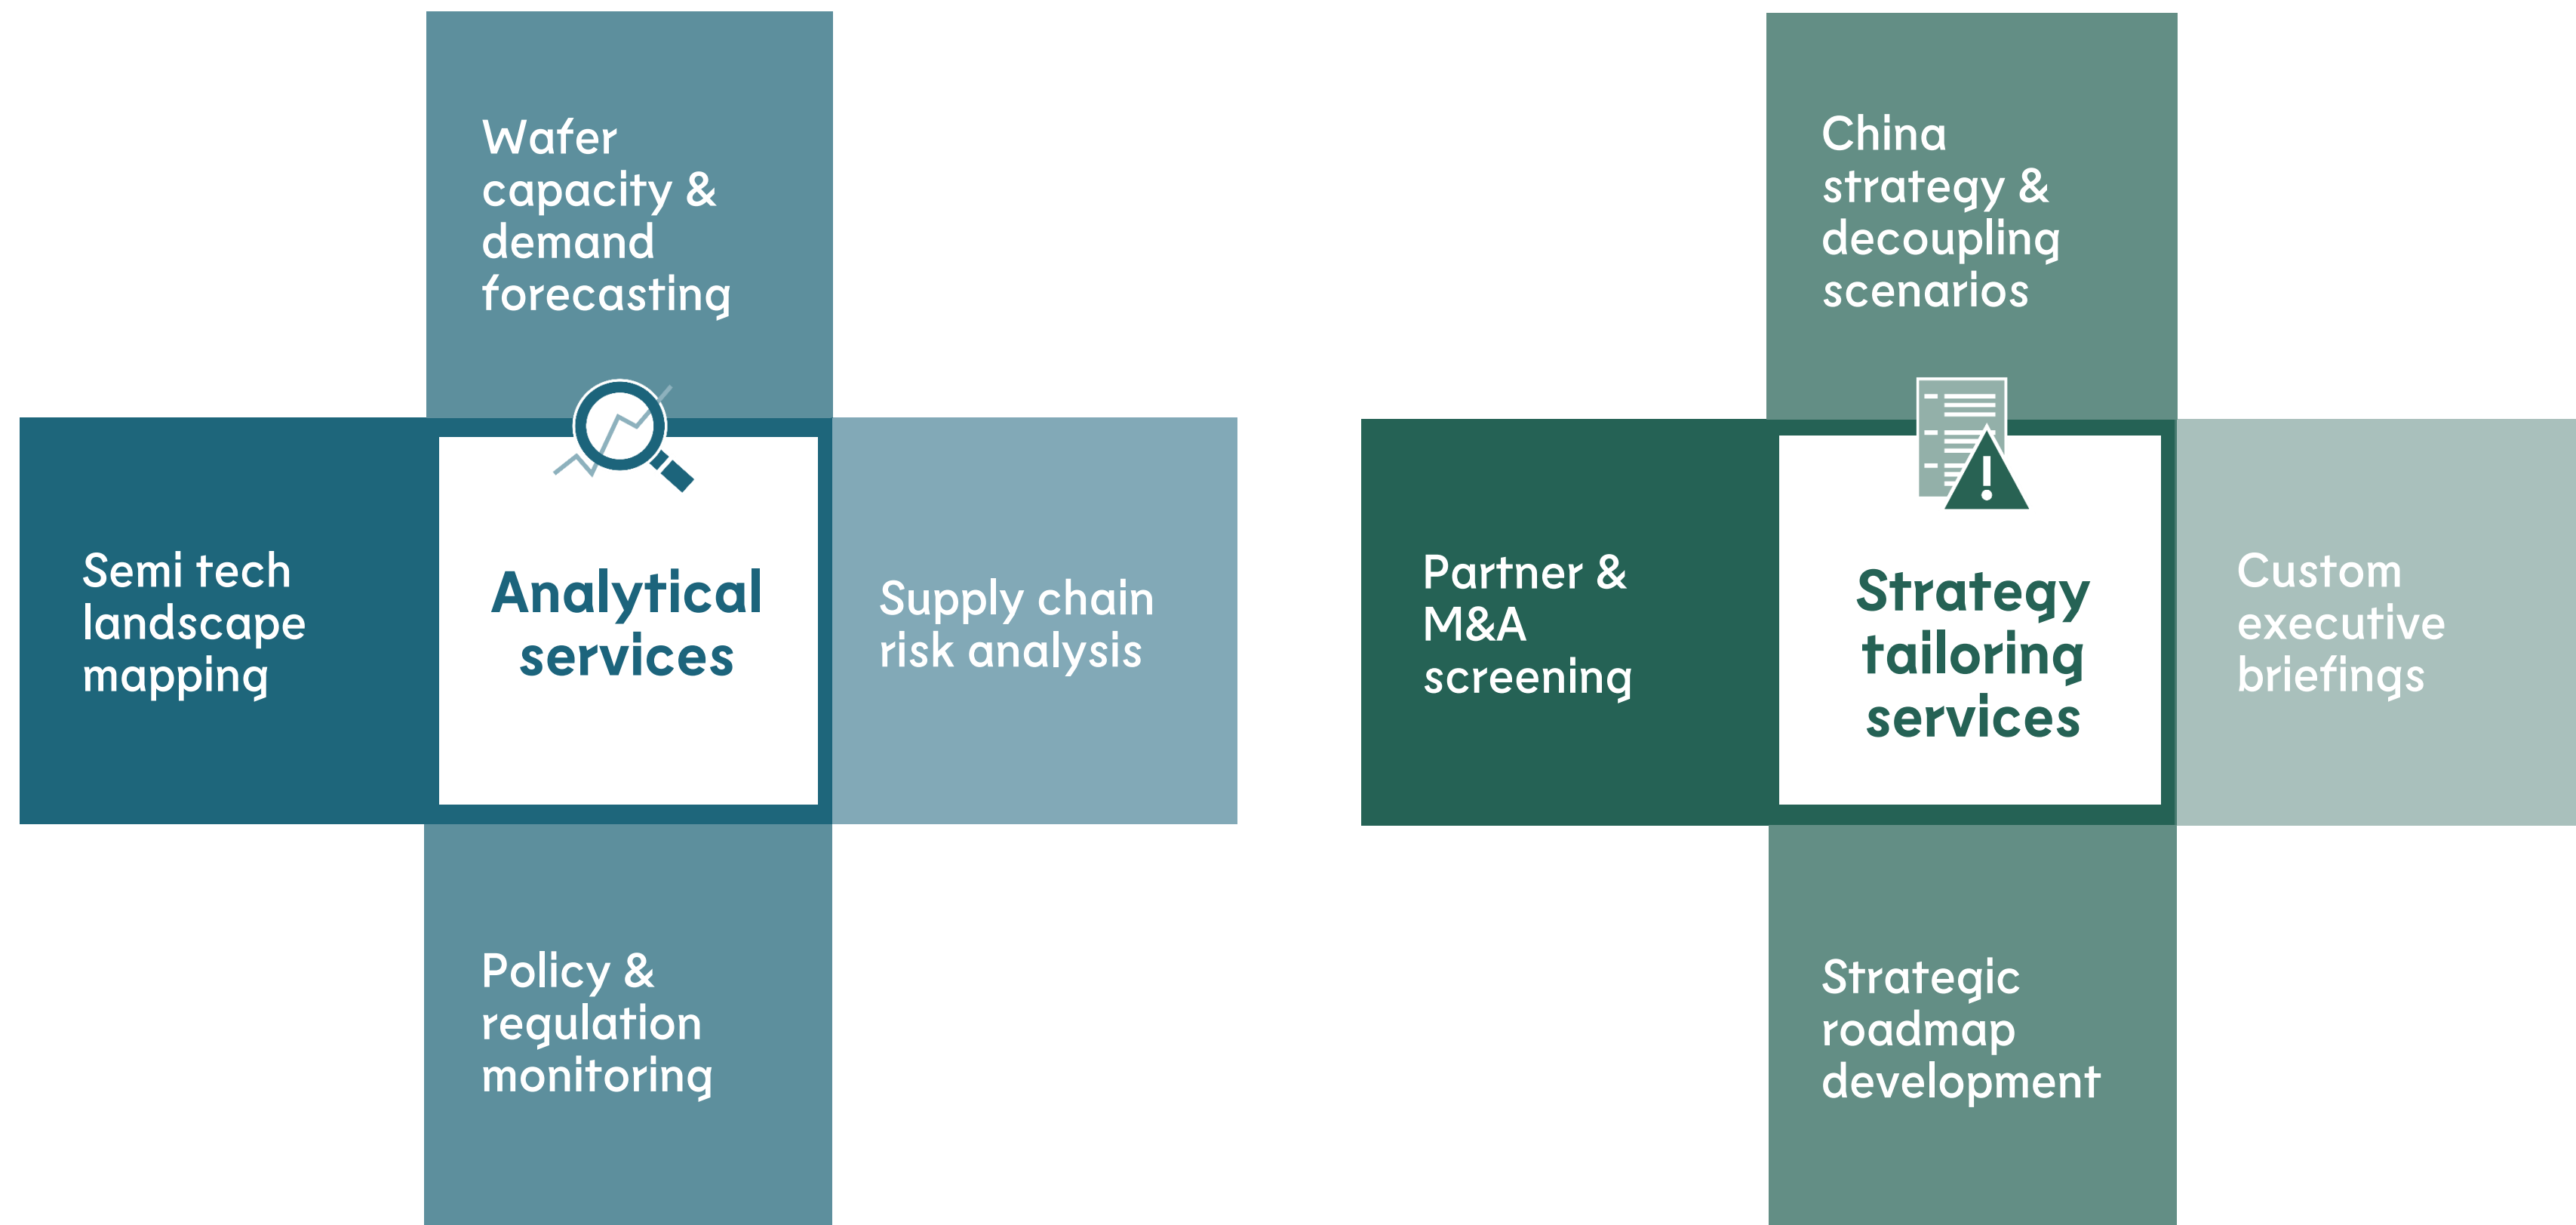 Wafer
capacity &
demand
forecasting
Semi tech
landscape
mapping
Analytical
services
Supply chain
risk analysis
Policy &
regulation
monitoring
China
strategy &
decoupling
scenarios
Partner &
M&A
screening
Strategy
tailoring
services
Custom
executive
briefings
Strategic
roadmap
development